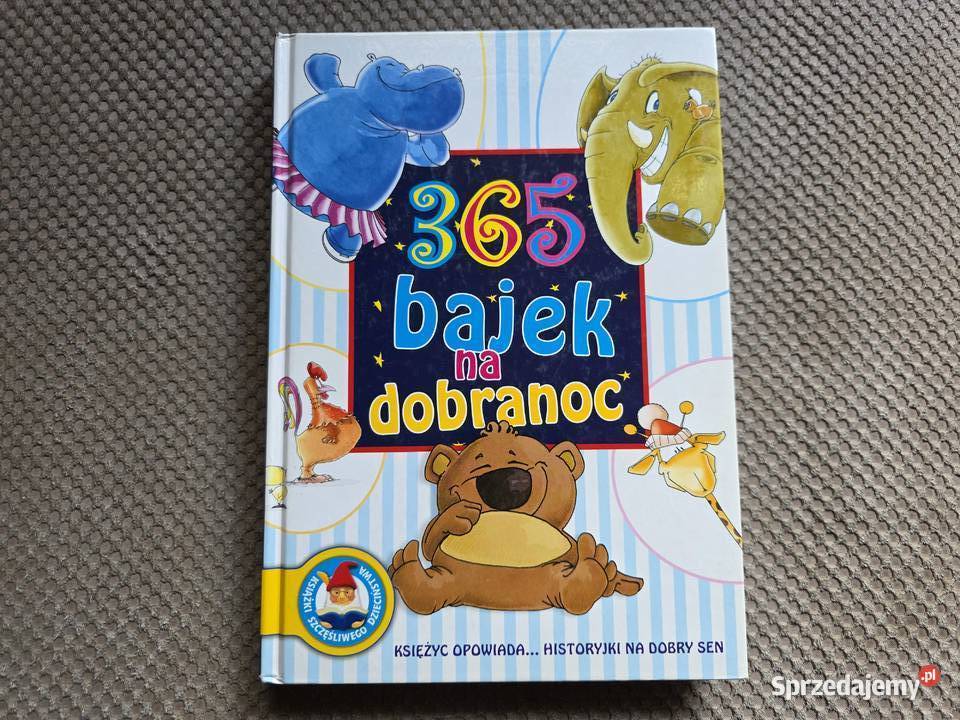 365
bajek
na
dobranoc
KSIĄŻKI SZCZĘŚLIWEGO DZIECIŃSTWA
KSIĘŻYC OPOWIADA... HISTORYJKI NA DOBRY SEN
Sprzedajemy.pl